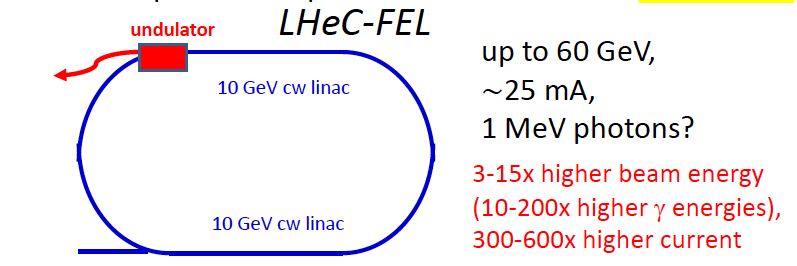 undulator
LHeC-FEL
10 GeV cw linac
10 GeV cw linac
up to 60 GeV,
~25 mA,
1 MeV photons?
3-15x higher beam energy
(10-200x higher γ energies),
300-600x higher current